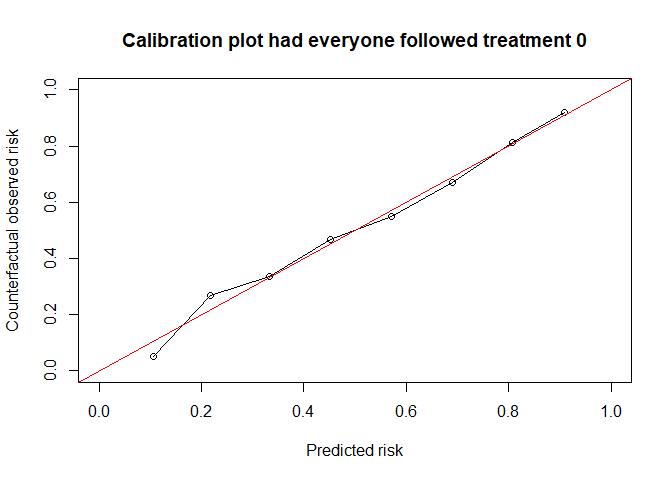 Calibration plot had everyone followed treatment 0
Counterfactual observed risk
1.0
0.8
0.6
0.4
0.2
0.0
0.0 0.2 0.4 0.6 0.8 1.0
Predicted risk